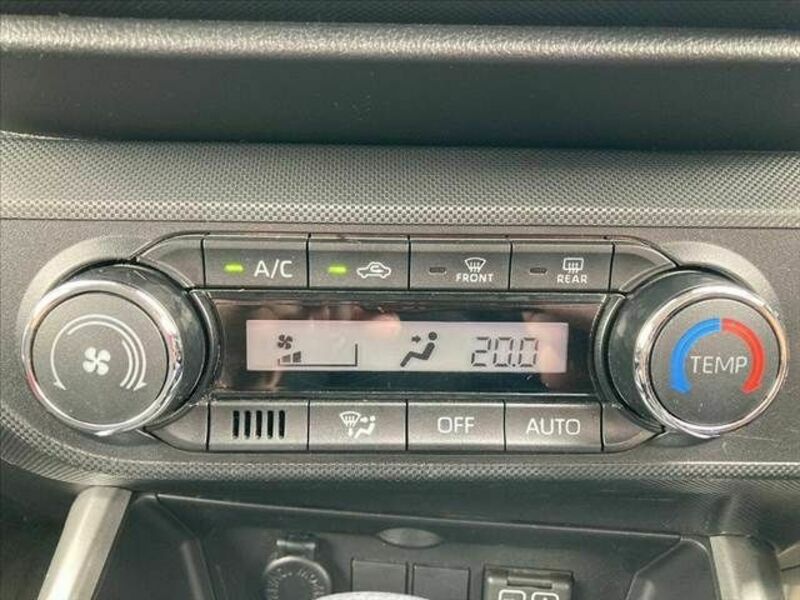 A/C
FRONT
REAR
20.0
TEMP
OFF
AUTO